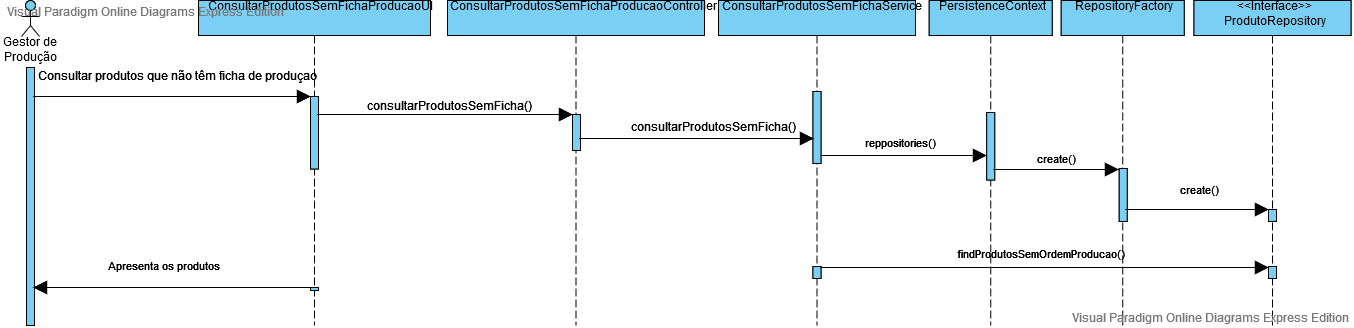 Visual Paradigm Online Diagrams Express Edition
ConsultarProdutosSemFichaProducaoUI
ConsultarProdutosSemFichaProducaoController
ConsultarProdutosSemFichaService
PersistenceContext
RepositoryFactory
<<Interface>>
ProdutoRepository
Gestor de
Produção
Consultar produtos que não têm ficha de produçao
consultarProdutosSemFicha()
consultarProdutosSemFicha()
reppositories()
create()
create()
findProdutosSemOrdemProducao()
Apresenta os produtos
Visual Paradigm Online Diagrams Express Edition